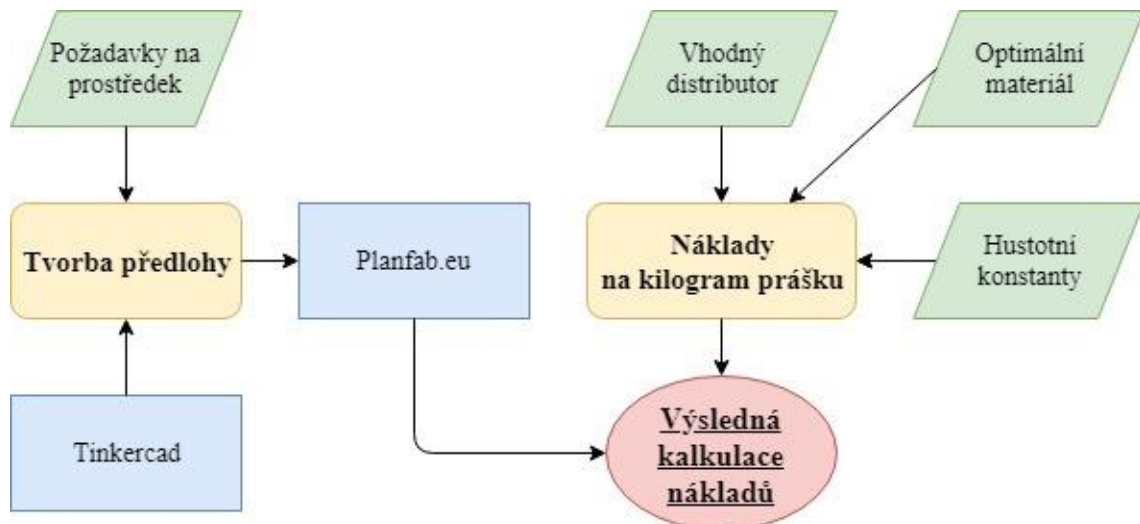 Požadavky na
prostředek
Vhodný
distributor
Optimální
materiál
Tvorba předlohy
Planfab.eu
Náklady
na kilogram prášku
Hustotní
konstanty
Tinkercad
Výsledná
kalkulace
nákladů